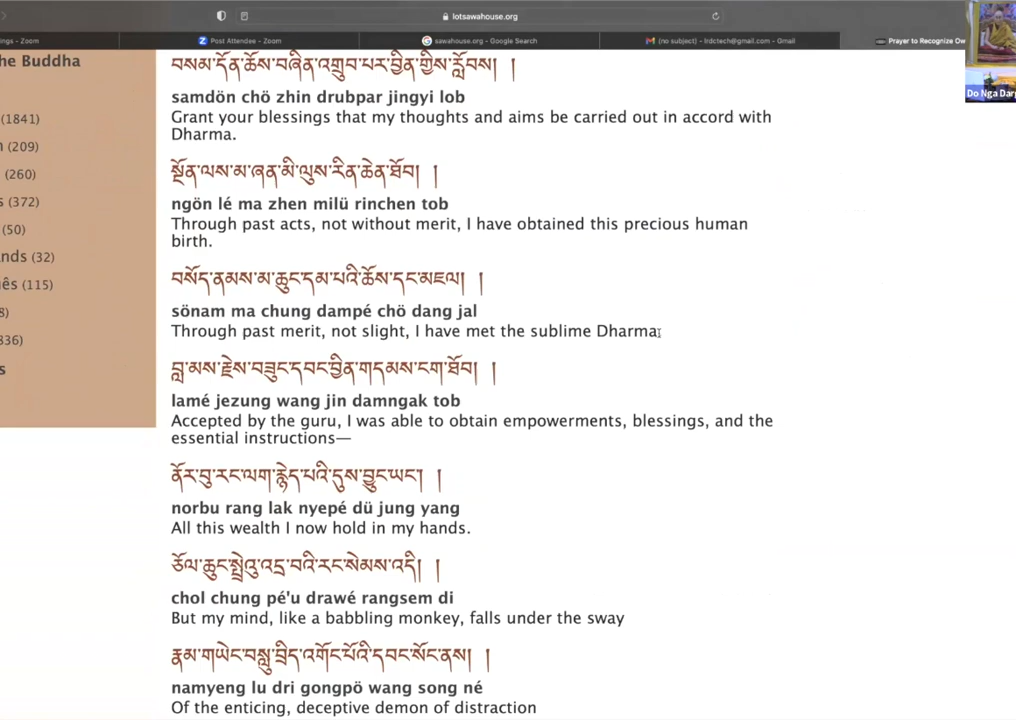 lotsawahouse.org
ngs - Zoom
Post Attendee - Zoom
sawahouse.org - Google Search
(no subject) - lrdctech@gmail.com - Gmail
Prayer to Recognize Ow
Do Nga Darg
he Buddha
(1841)
(209)
(260)
s (372)
(50)
nds (32)
uês (115)
8)
836)
s
བསམ་དོན་ཆོས་བཞིན་འགྲུབ་པར་བྱིན་གྱིས་རློབས། །
samdön chö zhin drubpar jingyi lob
Grant your blessings that my thoughts and aims be carried out in accord with
Dharma.
སྔོན་ལས་མ་ཞན་མི་ལུས་རིན་ཆེན་ཐོབ། །
ngön lé ma zhen milü rinchen tob
Through past acts, not without merit, I have obtained this precious human
birth.
བསོད་ནམས་མ་ཆུང་དམ་པའི་ཆོས་དང་མཇལ། །
sönam ma chung dampé chö dang jal
Through past merit, not slight, I have met the sublime Dharma;
བླ་མས་རྗེས་བཟུང་དབང་བྱིན་གདམས་ངག་ཐོབ། །
lamé jezung wang jin damngak tob
Accepted by the guru, I was able to obtain empowerments, blessings, and the
essential instructions—
ནོར་བུ་རང་ལག་རྙེད་པའི་དུས་བྱུང་ཡང་། །
norbu rang lak nyepé dü jung yang
All this wealth I now hold in my hands.
ཅོལ་ཆུང་སྤྲེའུ་འདྲ་བའི་རང་སེམས་འདི། །
chol chung pé'u drawé rangsem di
But my mind, like a babbling monkey, falls under the sway
རྣམ་གཡེང་བསླུ་བྲིད་འགོང་པོའི་དབང་སོང་ནས། །
namyeng lu dri gongpö wang song né
Of the enticing, deceptive demon of distraction